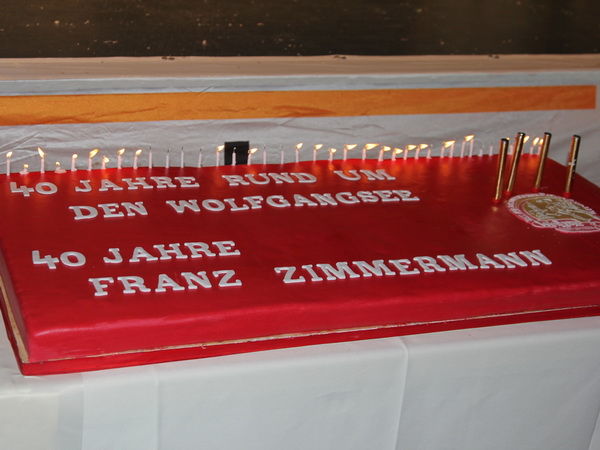 40 JAHRE RUND UM
DEN WOLFGANGSEE
40 JAHRE
FRANZ ZIMMERMANN